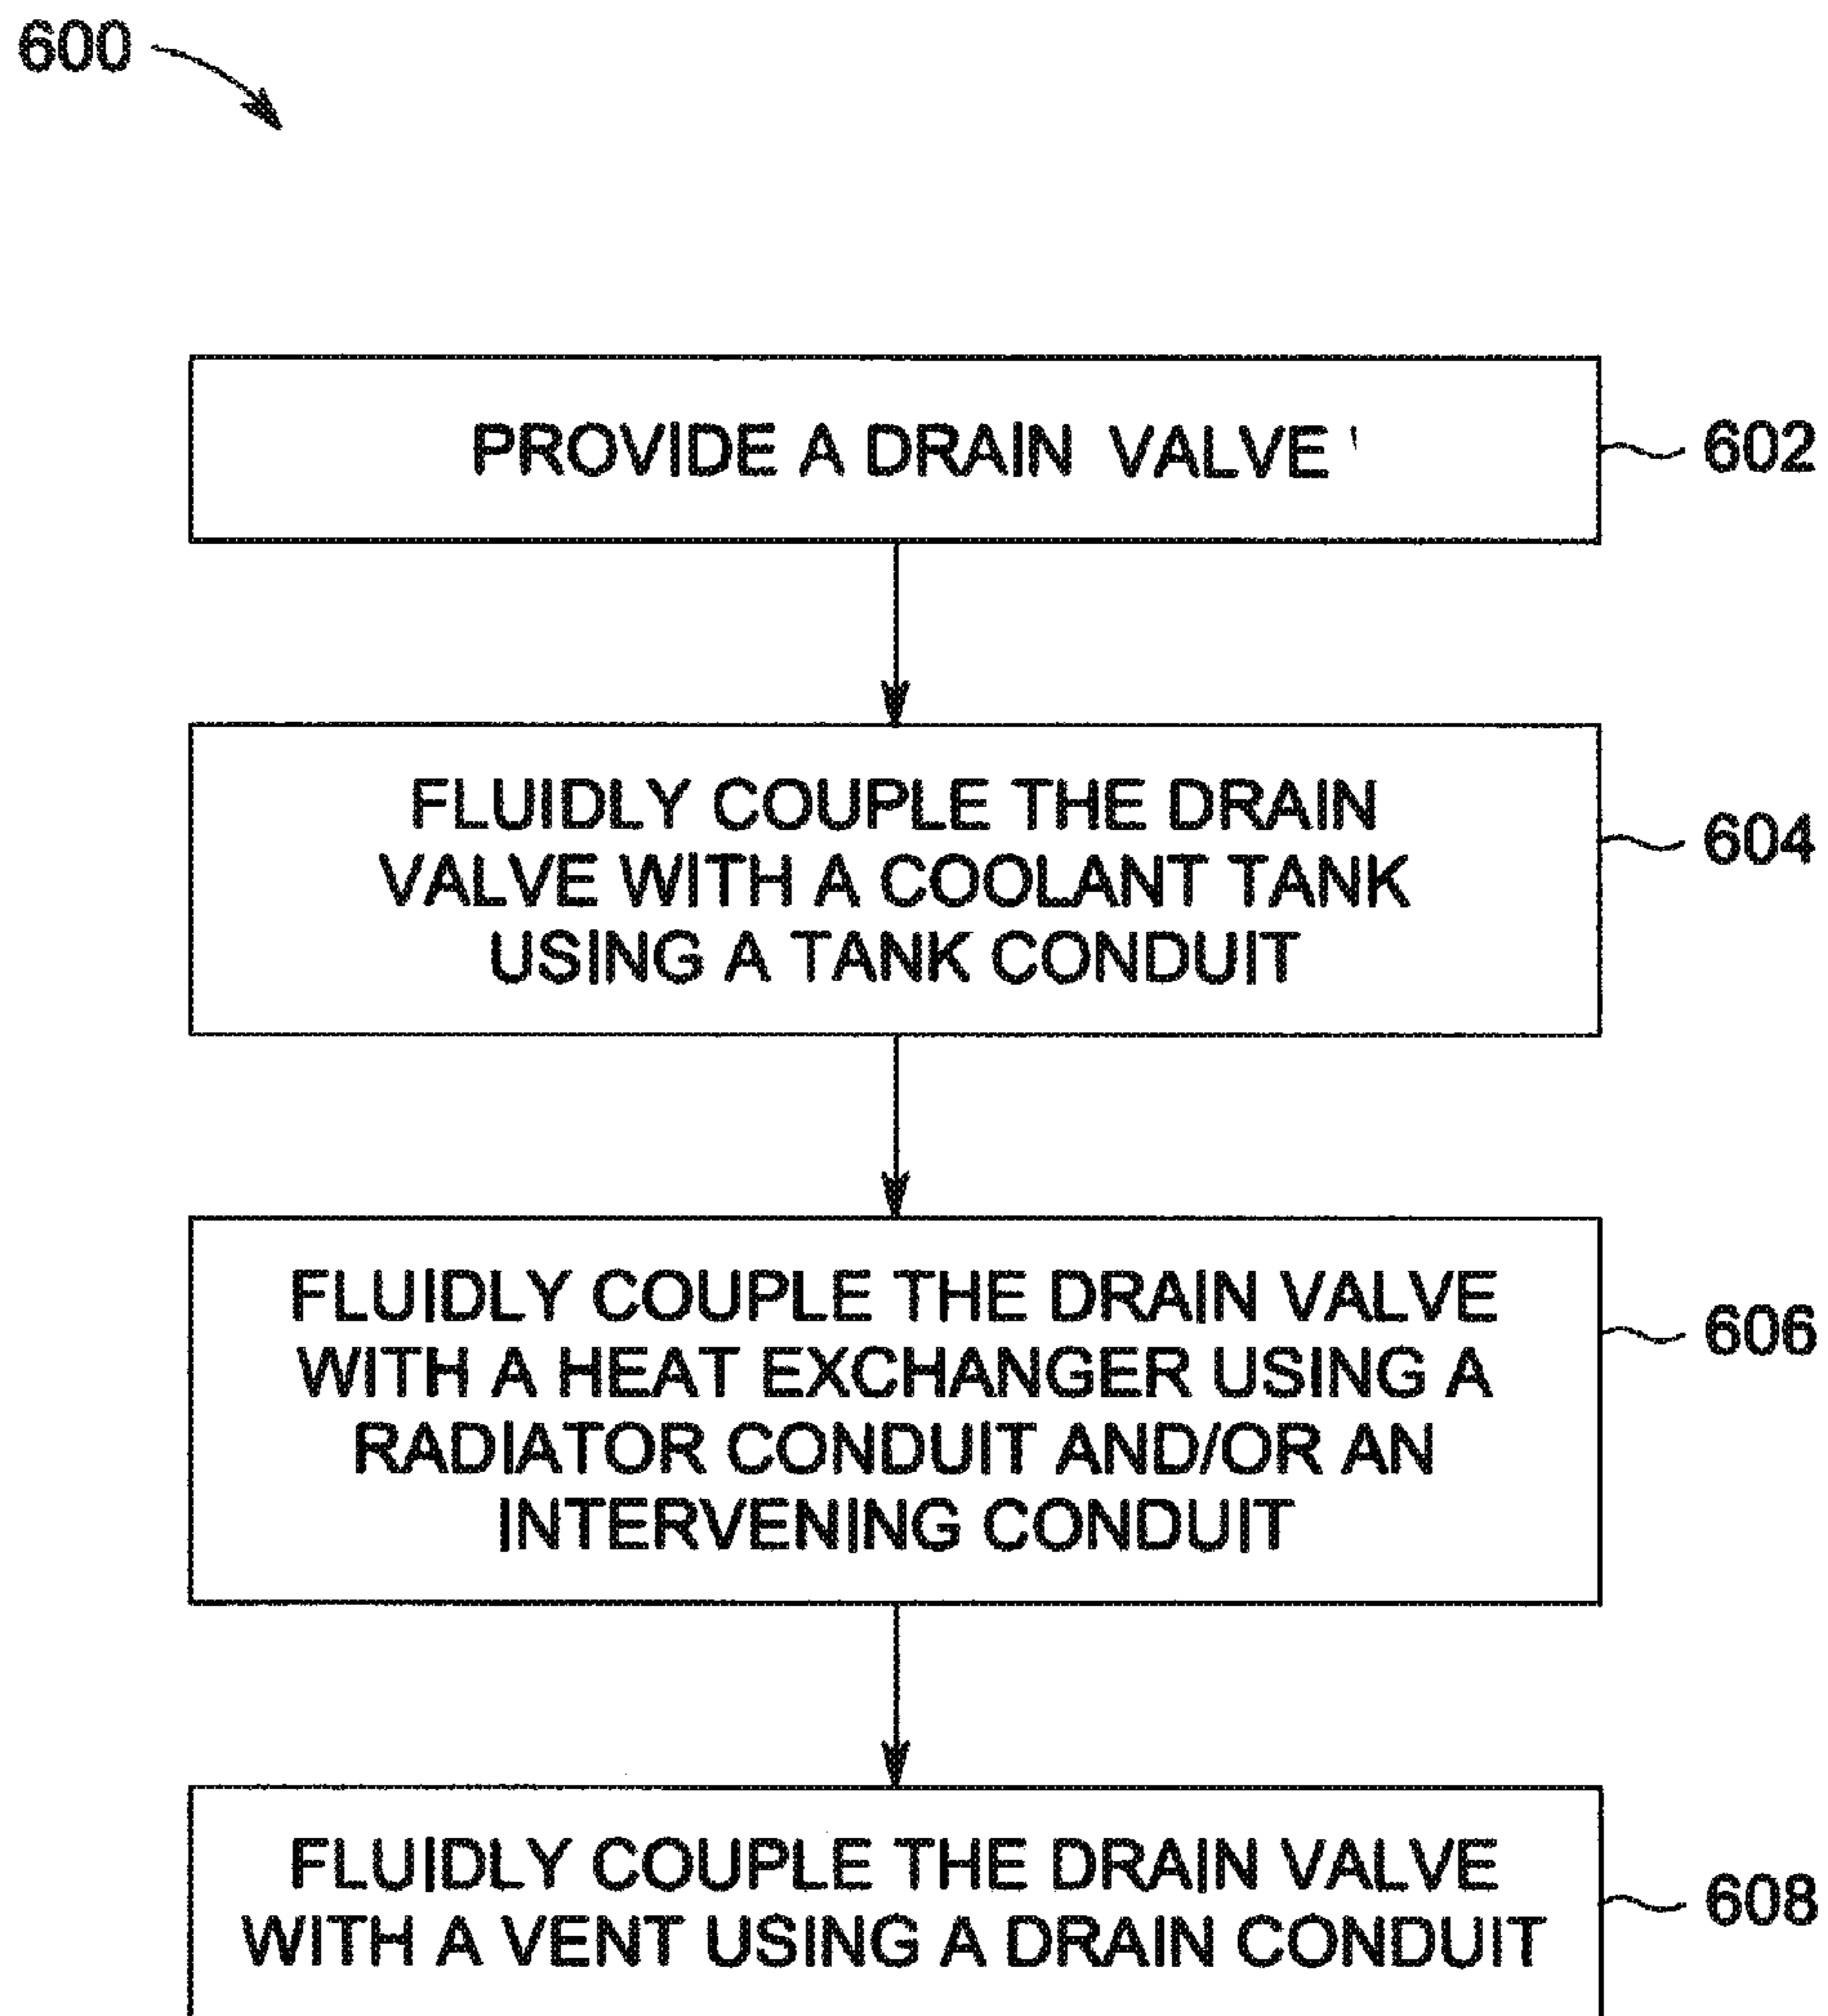 600
PROVIDE A DRAIN VALVE
602
FLUIDLY COUPLE THE DRAIN
VALVE WITH A COOLANT TANK
USING A TANK CONDUIT
604
FLUIDLY COUPLE THE DRAIN VALVE
WITH A HEAT EXCHANGER USING A
RADIATOR CONDUIT AND/OR AN
INTERVENING CONDUIT
606
FLUIDLY COUPLE THE DRAIN VALVE
WITH A VENT USING A DRAIN CONDUIT
608